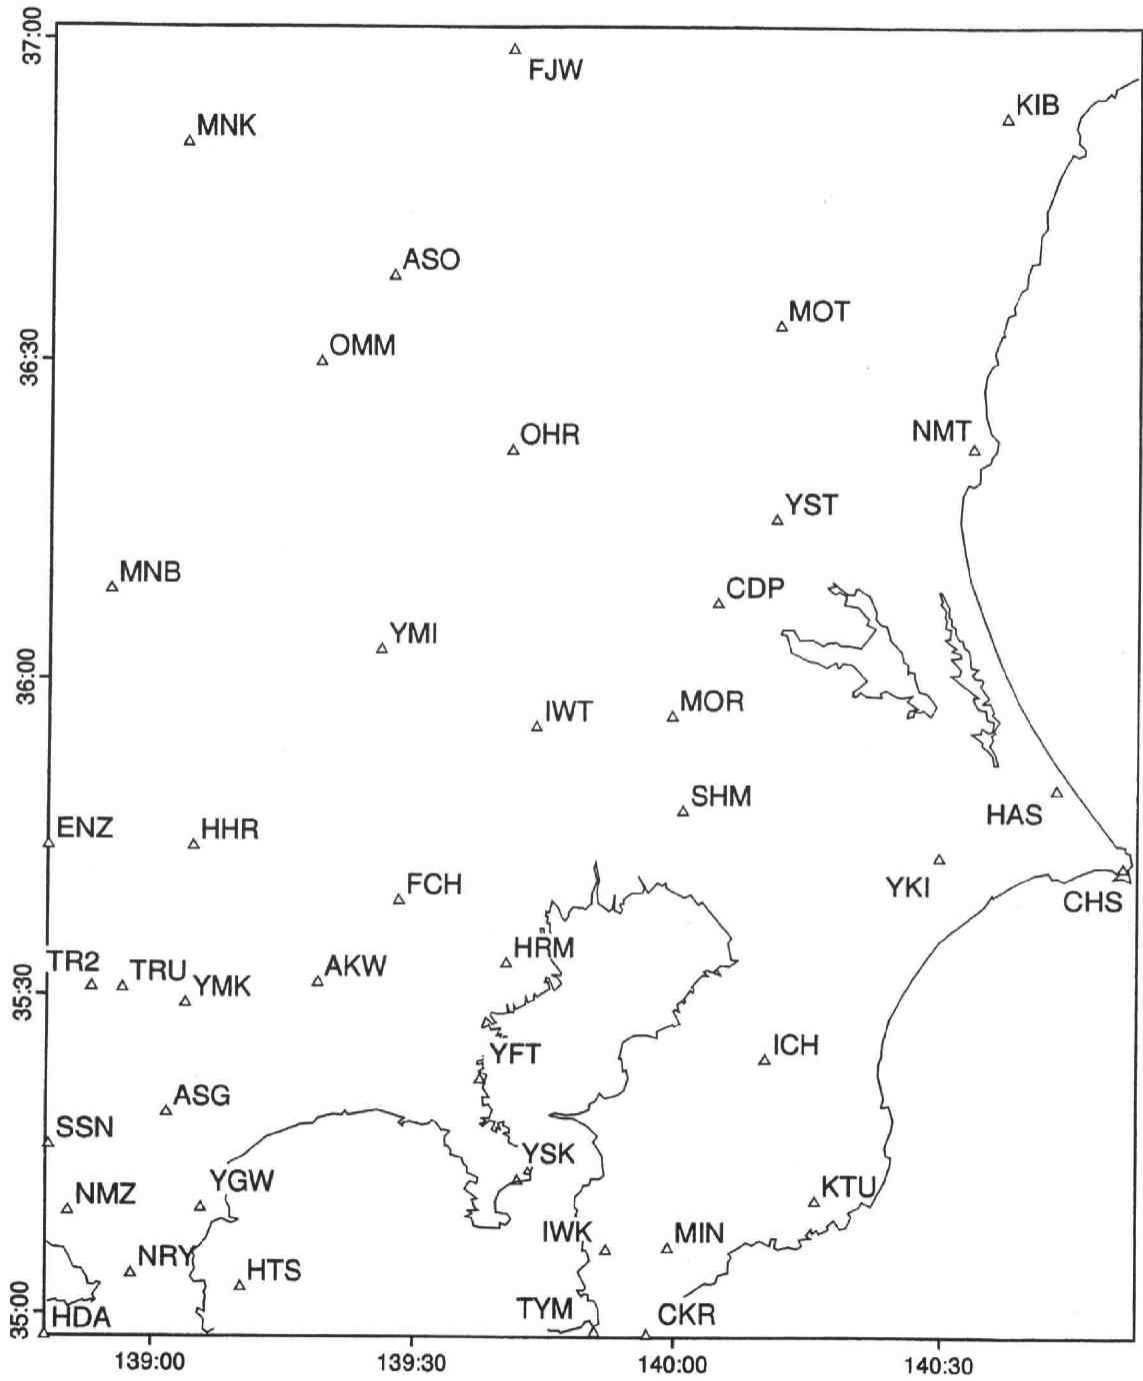 37:00
FJW
KIB
MNK
ASO
MOT
36:30
OMM
OHR
NMT
YST
MNB
CDP
YMI
36:00
MOR
IWT
SHM
HAS
ENZ
HHR
YKI
FCH
CHS
HRM
TR2
TRU
AKW
YMK
35:30
ICH
YFT
ASG
SSN
YSK
YGW
KTU
NMZ
IWK
MIN
NRY
HTS
35:00
HDA
TYM
CKR
139:00
139:30
140:00
140:30